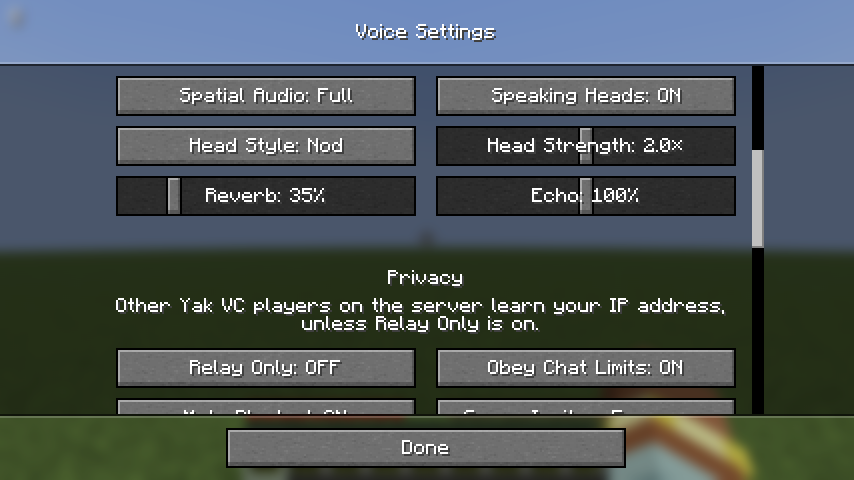 Voice Settings
Spatial Audio: Full
Speaking Heads: ON
Head Style: Nod
Head Strength: 2.0x
Reverb: 35%
Echo: 100%
Privacy
Other Yak VC players on the server learn your IP address,
unless Relay Only is on.
Relay Only: OFF
Obey Chat Limits: ON
Done